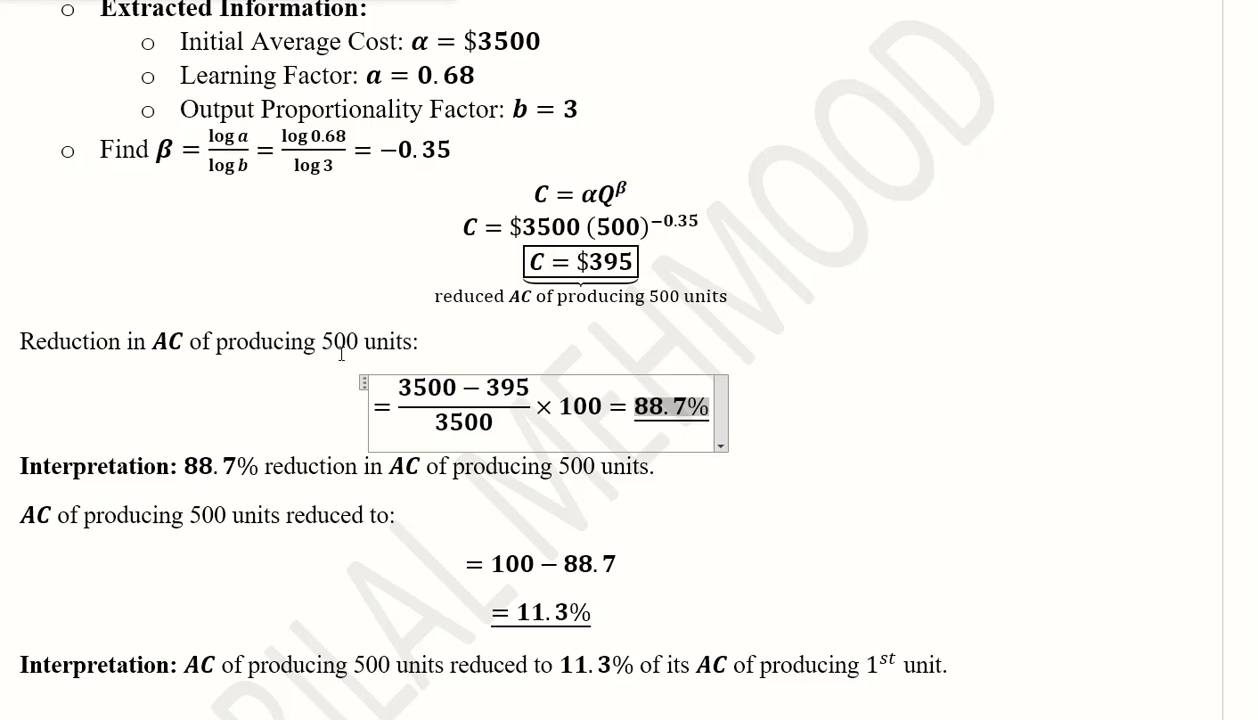 ○ Extracted Information:
○ Initial Average Cost: α = $3500
○ Learning Factor: a = 0.68
○ Output Proportionality Factor: b = 3
○ Find β = log a / log b = log 0.68 / log 3 = −0.35
C = αQ^β
C = $3500 (500)^−0.35
C = $395
reduced AC of producing 500 units
Reduction in AC of producing 500 units:
= (3500 − 395) / 3500 × 100 = 88.7%
Interpretation: 88.7% reduction in AC of producing 500 units.
AC of producing 500 units reduced to:
= 100 − 88.7
= 11.3%
Interpretation: AC of producing 500 units reduced to 11.3% of its AC of producing 1st unit.
BILAL MEHMOOD